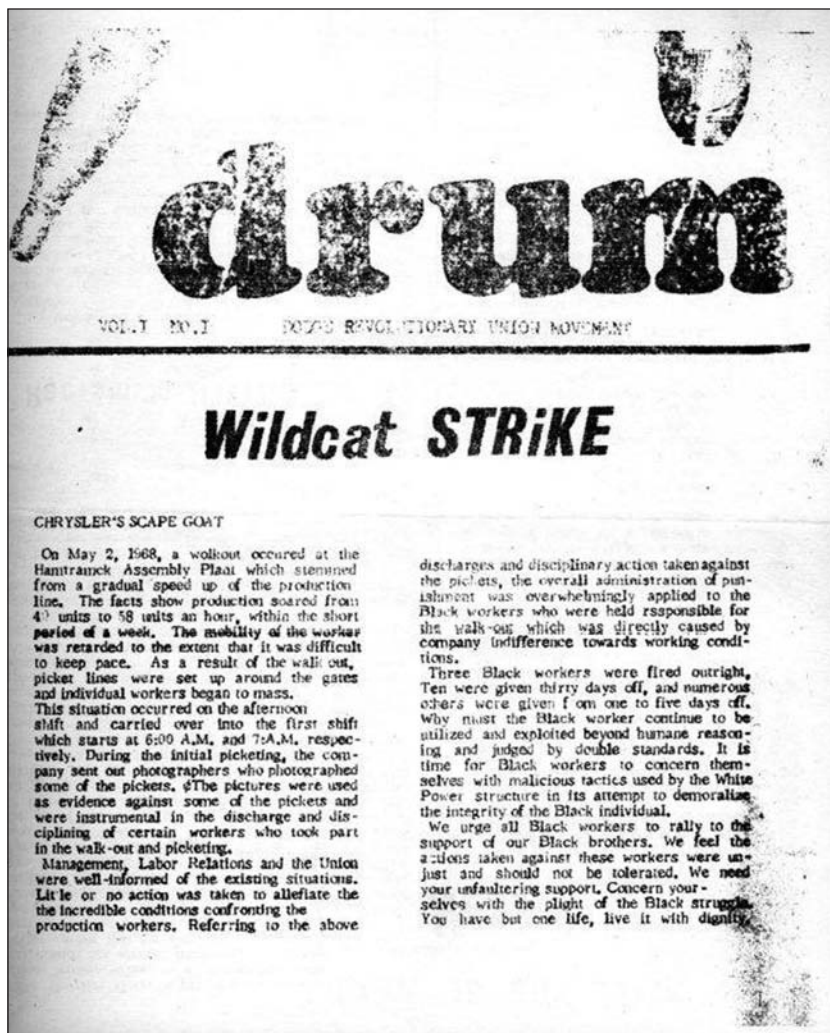 drum
VOL.I NO.I DODGE REVOLUTIONARY UNION MOVEMENT
Wildcat STRiKE
CHRYSLER'S SCAPE GOAT
On May 2, 1968, a wolkout occured at the
Hamtramck Assembly Plant which stemmed
from a gradual speed up of the production
line. The facts show production soared from
units to 58 units an hour, within the short
period of a week. The mobility of the worker
was retarded to the extent that it was difficult
to keep pace. As a result of the walk out,
picket lines were set up around the gates
and individual workers began to mass.
This situation occurred on the afternoon
shift and carried over into the first shift
which starts at 6:00 A.M. and 7:A.M. respec-
tively. During the initial picketing, the com-
pany sent out photographers who photographed
some of the pickets. ¢The pictures were used
as evidence against some of the pickets and
were instrumental in the discharge and dis-
ciplining of certain workers who took part
in the walk-out and picketing.
Management, Labor Relations and the Union
were well-informed of the existing situations.
Lit le or no action was taken to allefiate the
the incredible conditions confronting the
production workers. Referring to the above
discharges and disciplinary action taken against
the pickets, the overall administration of pun-
ishment was overwhelmingly applied to the
Black workers who were held rssponsible for
the walk-out which was directly caused by
company indifference towards working condi-
tions.
Three Black workers were fired outright,
Ten were given thirty days off, and numerous
others were given f om one to five days off.
Why must the Black worker continue to be
utilized and exploited beyond humane reason-
ing and judged by double standards. It is
time for Black workers to concern them-
selves with malicious tactics used by the White
Power structure in its attempt to demoralize
the integrity of the Black individual.
We urge all Black workers to rally to the
support of our Black brothers. We feel the
actions taken against these workers were un-
just and should not be tolerated. We need
your unfaultering support. Concern your-
selves with the plight of the Black struggle.
You have but one life, live it with dignity.